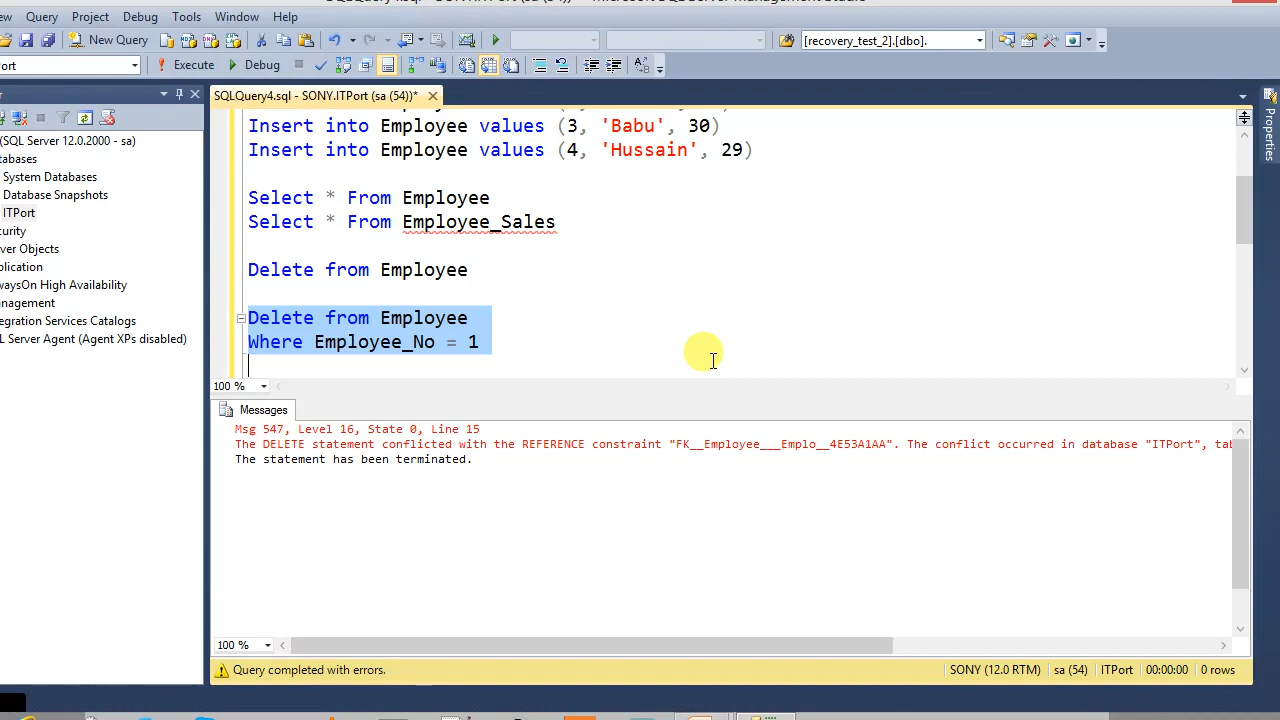 Query Project Debug Tools Window Help
New Query [recovery_test_2].[dbo].
Execute Debug
SQLQuery4.sql - SONY.ITPort (sa (54))*
Properties
(SQL Server 12.0.2000 - sa)
System Databases
Database Snapshots
ITPort
Insert into Employee values (3, 'Babu', 30)
Insert into Employee values (4, 'Hussain', 29)
Select * From Employee
Select * From Employee_Sales
Delete from Employee
Delete from Employee
Where Employee_No = 1
100 %
Messages
Msg 547, Level 16, State 0, Line 15
The DELETE statement conflicted with the REFERENCE constraint "FK__Employee___Emplo__4E53A1AA". The conflict occurred in database "ITPort", tab
The statement has been terminated.
100 %
Query completed with errors. SONY (12.0 RTM) sa (54) ITPort 00:00:00 0 rows